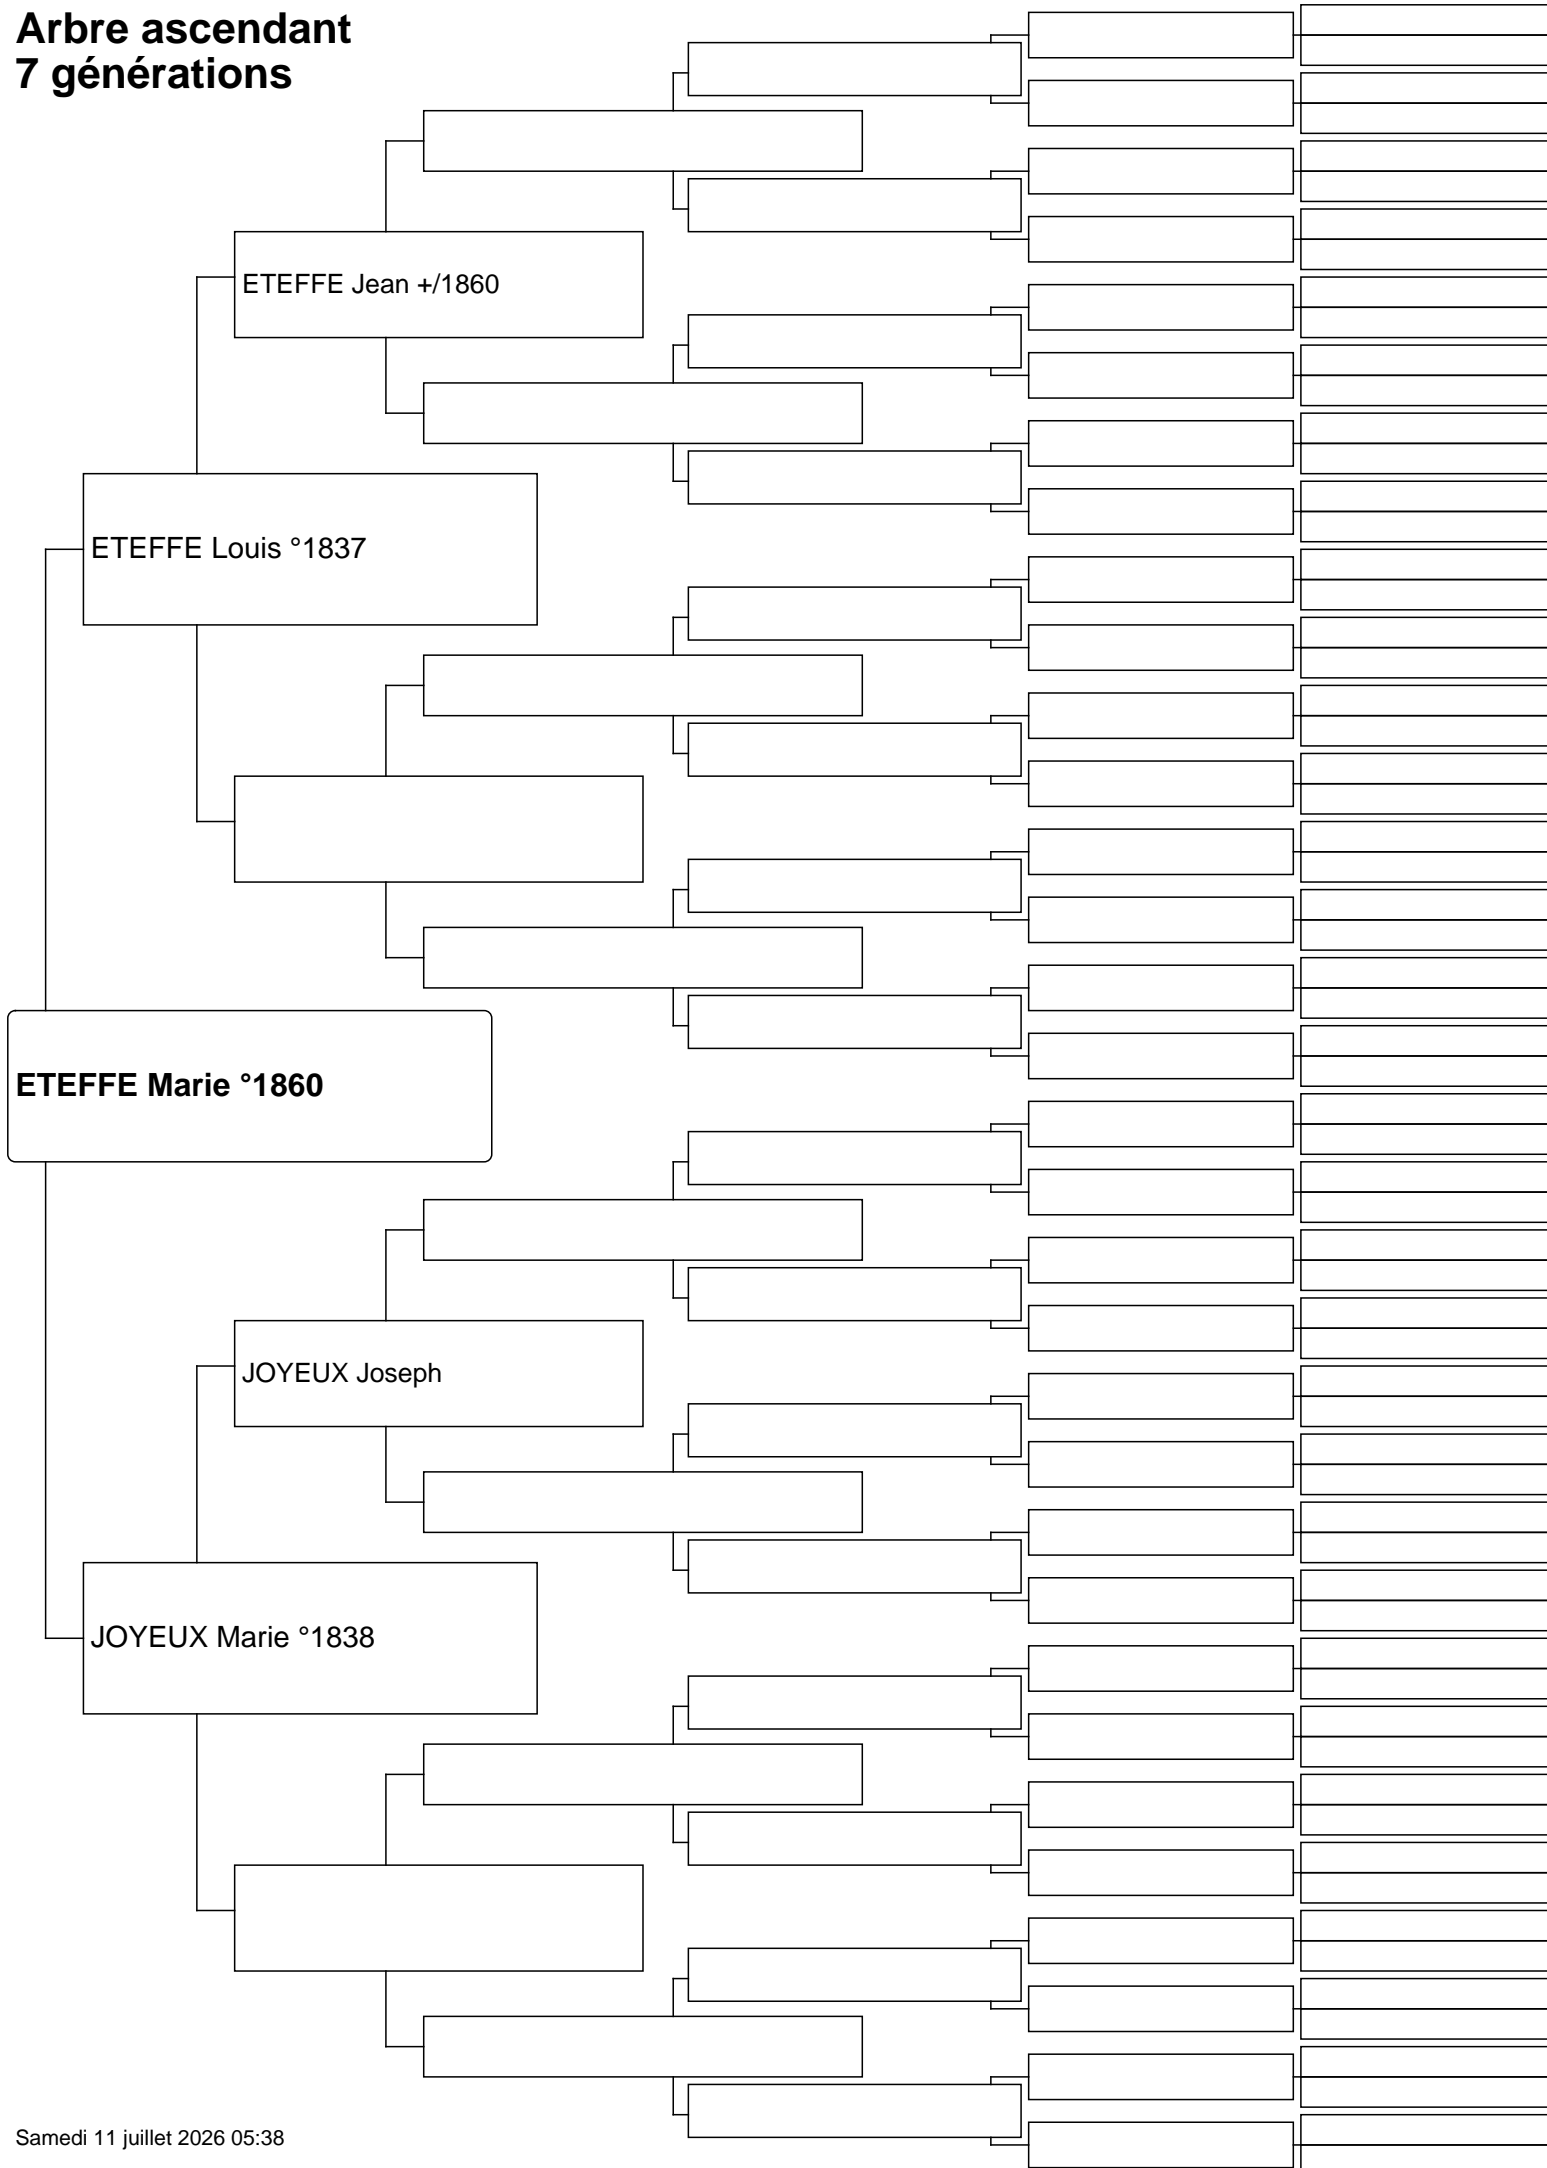 Arbre ascendant
7 générations
ETEFFE Jean +/1860
ETEFFE Louis °1837
ETEFFE Marie °1860
JOYEUX Joseph
JOYEUX Marie °1838
Samedi 11 juillet 2026 05:38